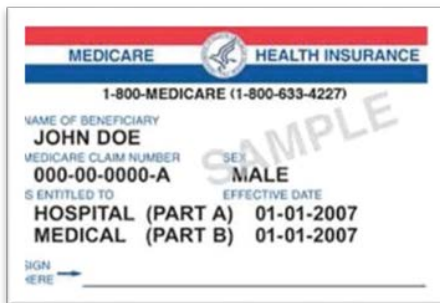 MEDICARE HEALTH INSURANCE
1-800-MEDICARE (1-800-633-4227)
NAME OF BENEFICIARY
JOHN DOE
MEDICARE CLAIM NUMBER SEX
000-00-0000-A MALE
IS ENTITLED TO EFFECTIVE DATE
HOSPITAL (PART A) 01-01-2007
MEDICAL (PART B) 01-01-2007
SIGN
HERE
SAMPLE